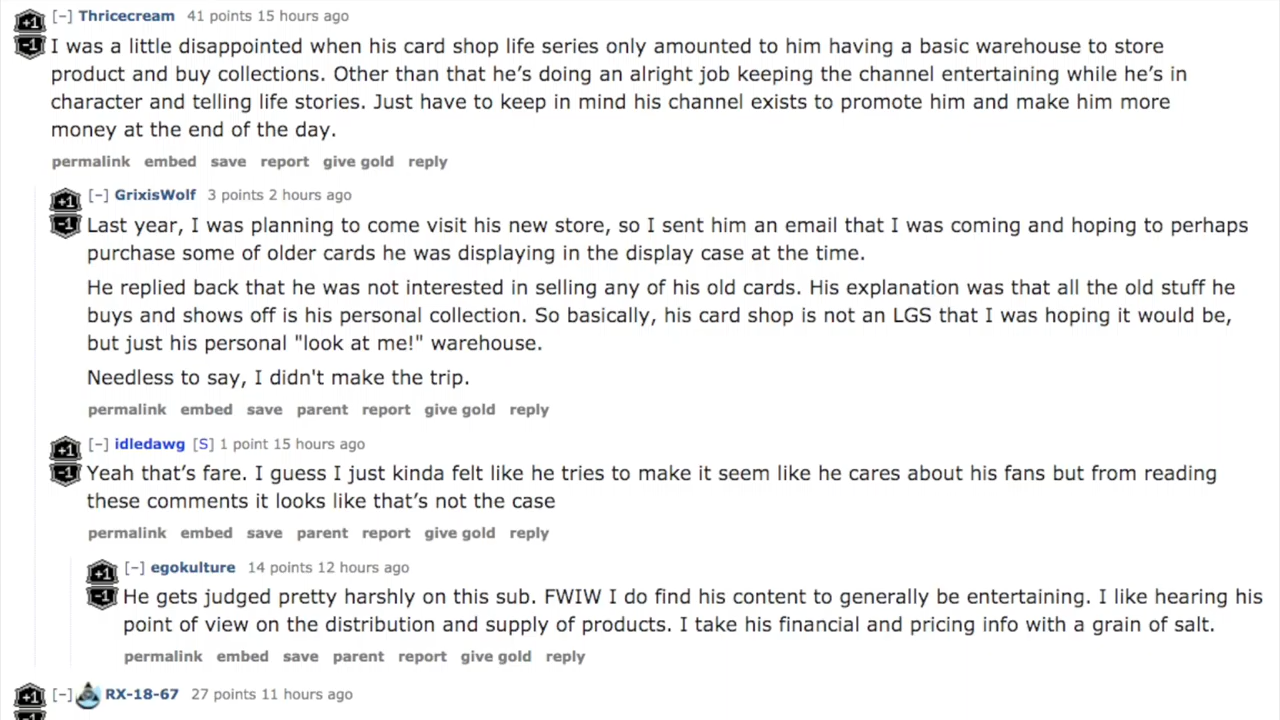 +1 [–] Thricecream 41 points 15 hours ago
-1 I was a little disappointed when his card shop life series only amounted to him having a basic warehouse to store
product and buy collections. Other than that he’s doing an alright job keeping the channel entertaining while he’s in
character and telling life stories. Just have to keep in mind his channel exists to promote him and make him more
money at the end of the day.
permalink embed save report give gold reply
+1 [–] GrixisWolf 3 points 2 hours ago
-1 Last year, I was planning to come visit his new store, so I sent him an email that I was coming and hoping to perhaps
purchase some of older cards he was displaying in the display case at the time.
He replied back that he was not interested in selling any of his old cards. His explanation was that all the old stuff he
buys and shows off is his personal collection. So basically, his card shop is not an LGS that I was hoping it would be,
but just his personal "look at me!" warehouse.
Needless to say, I didn't make the trip.
permalink embed save parent report give gold reply
+1 [–] idledawg [S] 1 point 15 hours ago
-1 Yeah that’s fare. I guess I just kinda felt like he tries to make it seem like he cares about his fans but from reading
these comments it looks like that’s not the case
permalink embed save parent report give gold reply
+1 [–] egokulture 14 points 12 hours ago
-1 He gets judged pretty harshly on this sub. FWIW I do find his content to generally be entertaining. I like hearing his
point of view on the distribution and supply of products. I take his financial and pricing info with a grain of salt.
permalink embed save parent report give gold reply
+1 [–] RX-18-67 27 points 11 hours ago